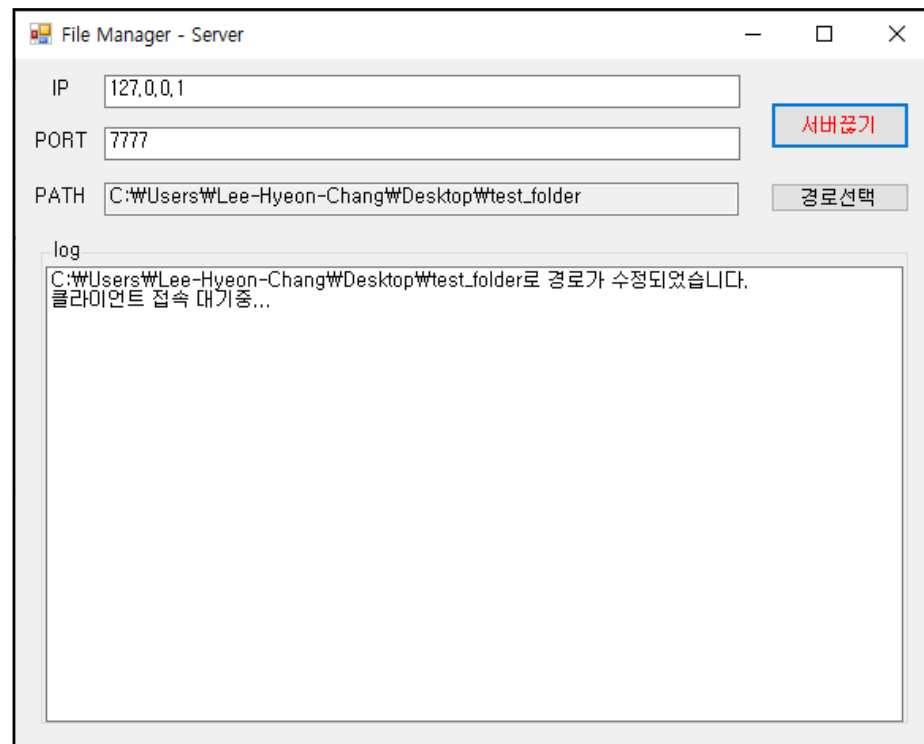 File Manager - Server
IP
127.0.0.1
서버끊기
PORT
7777
PATH
C:₩Users₩Lee-Hyeon-Chang₩Desktop₩test_folder
경로선택
log
C:₩Users₩Lee-Hyeon-Chang₩Desktop₩test_folder로 경로가 수정되었습니다.
클라이언트 접속 대기중...